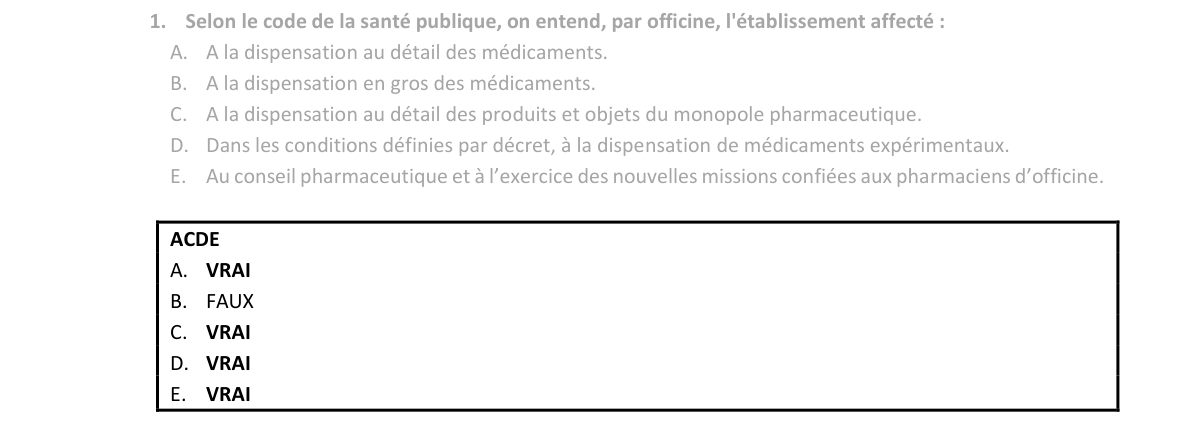 1. Selon le code de la santé publique, on entend, par officine, l'établissement affecté :
A. A la dispensation au détail des médicaments.
B. A la dispensation en gros des médicaments.
C. A la dispensation au détail des produits et objets du monopole pharmaceutique.
D. Dans les conditions définies par décret, à la dispensation de médicaments expérimentaux.
E. Au conseil pharmaceutique et à l’exercice des nouvelles missions confiées aux pharmaciens d’officine.
ACDE
A. VRAI
B. FAUX
C. VRAI
D. VRAI
E. VRAI